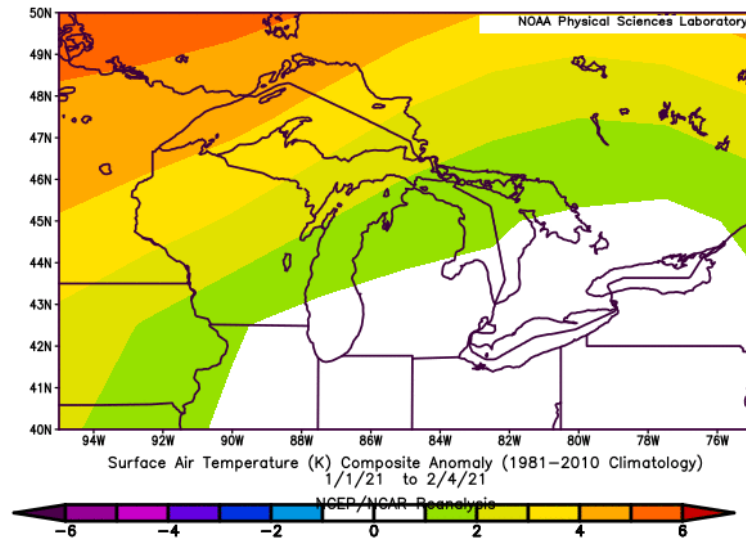 NOAA Physical Sciences Laboratory
50N
49N
48N
47N
46N
45N
44N
43N
42N
41N
40N
94W 92W 90W 88W 86W 84W 82W 80W 78W 76W
Surface Air Temperature (K) Composite Anomaly (1981−2010 Climatology)
1/1/21 to 2/4/21
NCEP/NCAR Reanalysis
−6 −4 −2 0 2 4 6